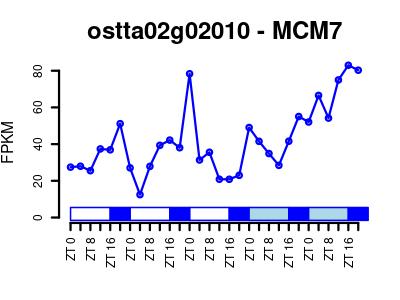 ostta02g02010 - MCM7
FPKM
80
60
40
20
0
ZT 0
ZT 8
ZT 16
ZT 0
ZT 8
ZT 16
ZT 0
ZT 8
ZT 16
ZT 0
ZT 8
ZT 16
ZT 0
ZT 8
ZT 16